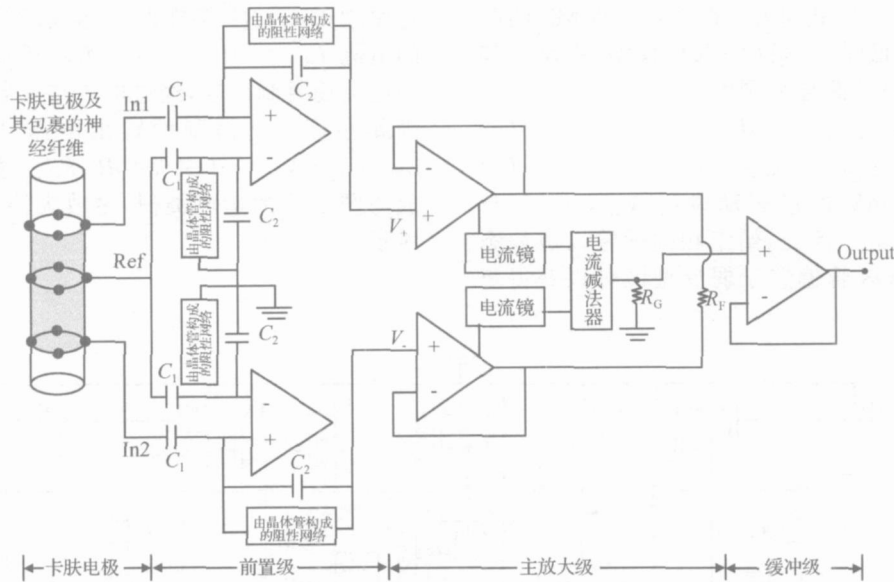 由晶体管构成
的阻性网络
C₂
C₁
In1
卡肤电极及
其包裹的神
经纤维
+
-
C₁
由晶体管构成
的阻性网络
C₂
-
+
V₊
Ref
电流镜
电流镜
电流减法器
R_G
R_F
+
-
Output
由晶体管构成
的阻性网络
C₂
V₋
+
-
C₁
-
+
In2
C₁
C₂
由晶体管构成
的阻性网络
卡肤电极
前置级
主放大级
缓冲级